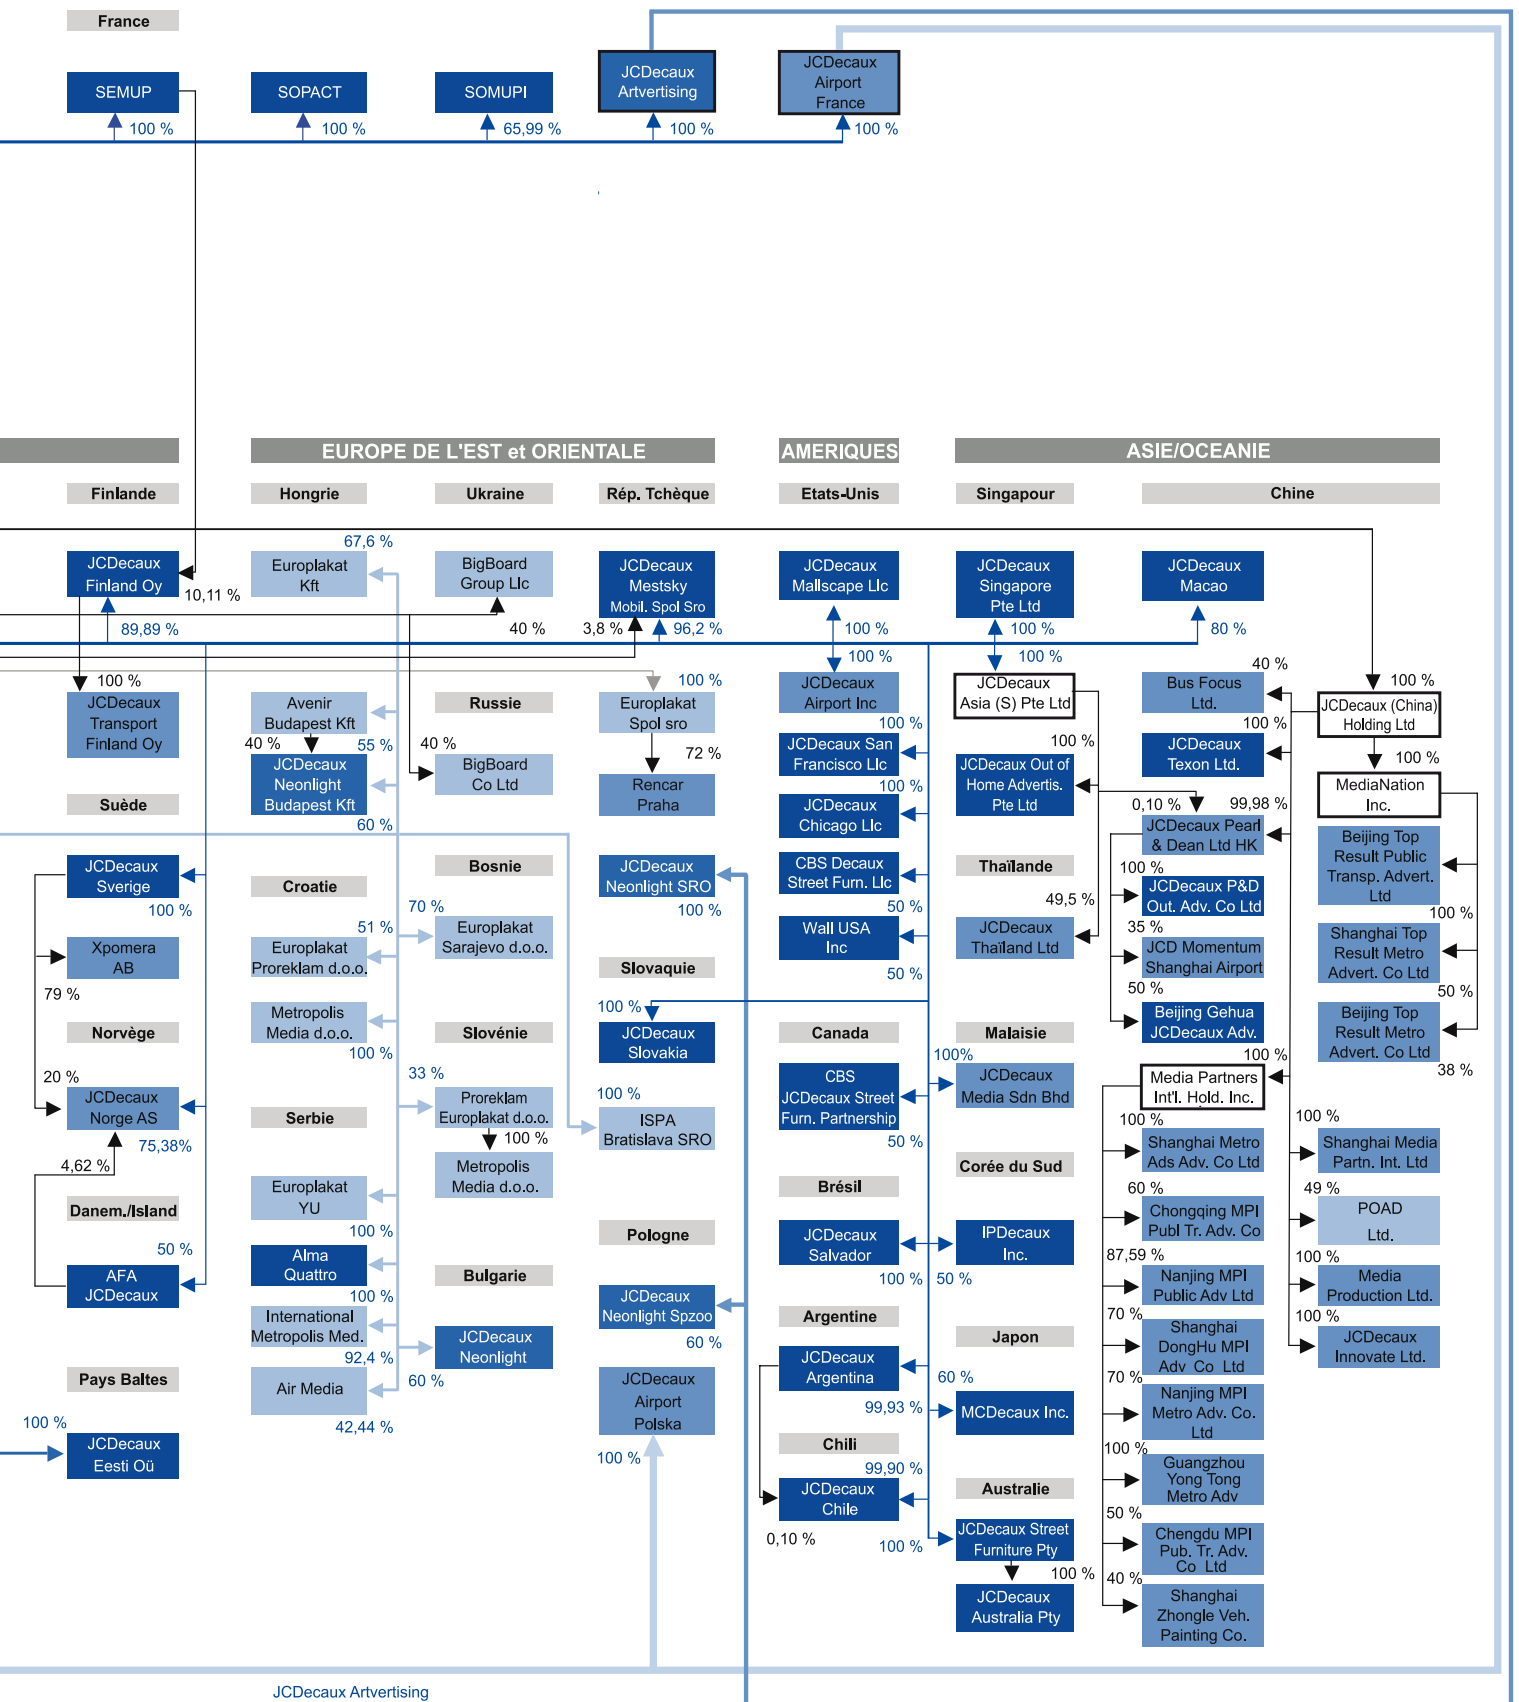 France
SEMUP
SOPACT
SOMUPI
JCDecaux
Artvertising
JCDecaux
Airport
France
100 %
100 %
65,99 %
100 %
100 %
EUROPE DE L'EST et ORIENTALE
AMERIQUES
ASIE/OCEANIE
Finlande
Hongrie
Ukraine
Rép. Tchèque
Etats-Unis
Singapour
Chine
JCDecaux
Finland Oy
10,11 %
89,89 %
100 %
JCDecaux
Transport
Finland Oy
Suède
JCDecaux
Sverige
100 %
Xpomera
AB
79 %
Norvège
20 %
JCDecaux
Norge AS
75,38%
4,62 %
Danem./Island
50 %
AFA
JCDecaux
Pays Baltes
100 %
JCDecaux
Eesti Oü
67,6 %
Europlakat
Kft
Avenir
Budapest Kft
40 %
55 %
JCDecaux
Neonlight
Budapest Kft
60 %
Croatie
51 %
Europlakat
Proreklam d.o.o.
Metropolis
Media d.o.o.
100 %
Serbie
Europlakat
YU
100 %
Alma
Quattro
100 %
International
Metropolis Med.
92,4 %
Air Media
42,44 %
BigBoard
Group Llc
40 %
Russie
40 %
BigBoard
Co Ltd
Bosnie
70 %
Europlakat
Sarajevo d.o.o.
Slovénie
33 %
Proreklam
Europlakat d.o.o.
100 %
Metropolis
Media d.o.o.
Bulgarie
JCDecaux
Neonlight
60 %
JCDecaux
Mestsky
Mobil. Spol Sro
3,8 %
96,2 %
100 %
Europlakat
Spol sro
72 %
Rencar
Praha
JCDecaux
Neonlight SRO
100 %
Slovaquie
100 %
JCDecaux
Slovakia
100 %
ISPA
Bratislava SRO
Pologne
JCDecaux
Neonlight Spzoo
60 %
JCDecaux
Airport
Polska
100 %
JCDecaux
Mallscape Llc
100 %
100 %
JCDecaux
Airport Inc
100 %
JCDecaux San
Francisco Llc
100 %
JCDecaux
Chicago Llc
CBS Decaux
Street Furn. Llc
50 %
Wall USA
Inc
50 %
Canada
CBS
JCDecaux Street
Furn. Partnership
50 %
Brésil
JCDecaux
Salvador
100 %
Argentine
JCDecaux
Argentina
99,93 %
Chili
99,90 %
JCDecaux
Chile
0,10 %
100 %
JCDecaux
Singapore
Pte Ltd
100 %
100 %
JCDecaux
Asia (S) Pte Ltd
100 %
JCDecaux Out of
Home Advertis.
Pte Ltd
Thaïlande
49,5 %
JCDecaux
Thaïland Ltd
Malaisie
100%
JCDecaux
Media Sdn Bhd
Corée du Sud
IPDecaux
Inc.
50 %
Japon
60 %
MCDecaux Inc.
Australie
JCDecaux Street
Furniture Pty
100 %
JCDecaux
Australia Pty
JCDecaux
Macao
80 %
40 %
Bus Focus
Ltd.
100 %
JCDecaux
Texon Ltd.
0,10 %
99,98 %
JCDecaux Pearl
& Dean Ltd HK
100 %
JCDecaux P&D
Out. Adv. Co Ltd
35 %
JCD Momentum
Shanghai Airport
50 %
Beijing Gehua
JCDecaux Adv.
100 %
Media Partners
Int'l. Hold. Inc.
100 %
Shanghai Metro
Ads Adv. Co Ltd
60 %
Chongqing MPI
Publ Tr. Adv. Co
87,59 %
Nanjing MPI
Public Adv Ltd
70 %
Shanghai
DongHu MPI
Adv Co Ltd
70 %
Nanjing MPI
Metro Adv. Co.
Ltd
100 %
Guangzhou
Yong Tong
Metro Adv
50 %
Chengdu MPI
Pub. Tr. Adv.
Co Ltd
40 %
Shanghai
Zhongle Veh.
Painting Co.
100 %
JCDecaux (China)
Holding Ltd
100 %
MediaNation
Inc.
Beijing Top
Result Public
Transp. Advert.
Ltd
100 %
Shanghai Top
Result Metro
Advert. Co Ltd
50 %
Beijing Top
Result Metro
Advert. Co Ltd
38 %
100 %
Shanghai Media
Partn. Int. Ltd
49 %
POAD
Ltd.
100 %
Media
Production Ltd.
100 %
JCDecaux
Innovate Ltd.
JCDecaux Artvertising